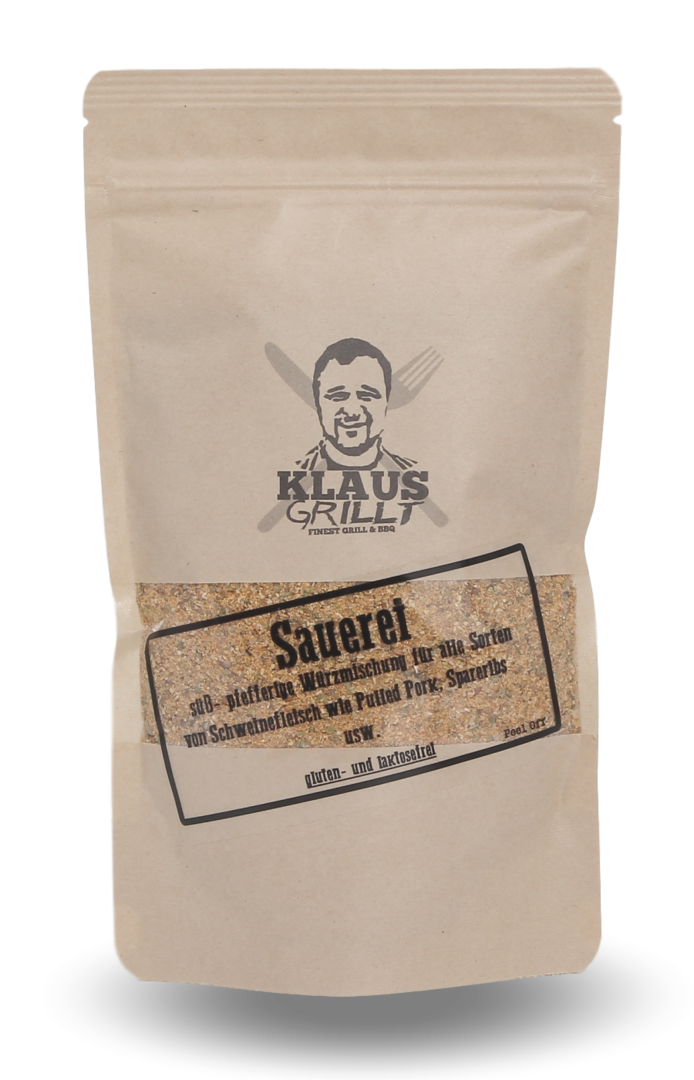 KLAUS
GRILLT
FINEST GRILL & BBQ
Sauerei
süß- pfefferige Würzmischung für alle Sorten
von Schweinefleisch wie Pulled Pork, Spareribs
usw.
Peel Off
gluten- und laktosefrei